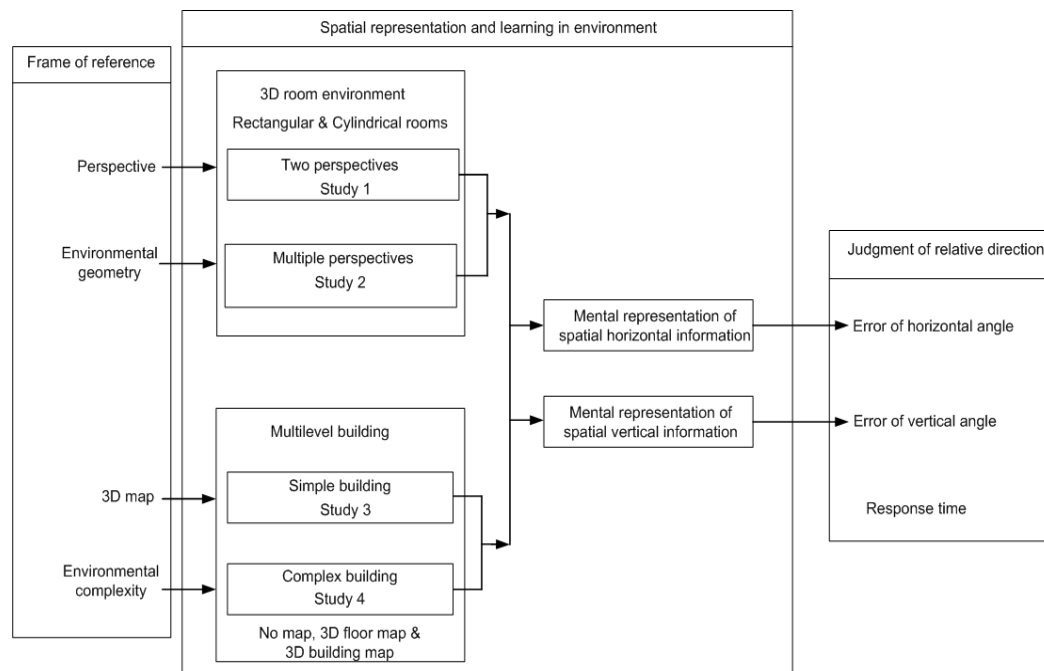 Spatial representation and learning in environment
Frame of reference
Perspective
Environmental
geometry
3D map
Environmental
complexity
3D room environment
Rectangular & Cylindrical rooms
Two perspectives
Study 1
Multiple perspectives
Study 2
Multilevel building
Simple building
Study 3
Complex building
Study 4
No map, 3D floor map &
3D building map
Mental representation of
spatial horizontal information
Mental representation of
spatial vertical information
Judgment of relative direction
Error of horizontal angle
Error of vertical angle
Response time